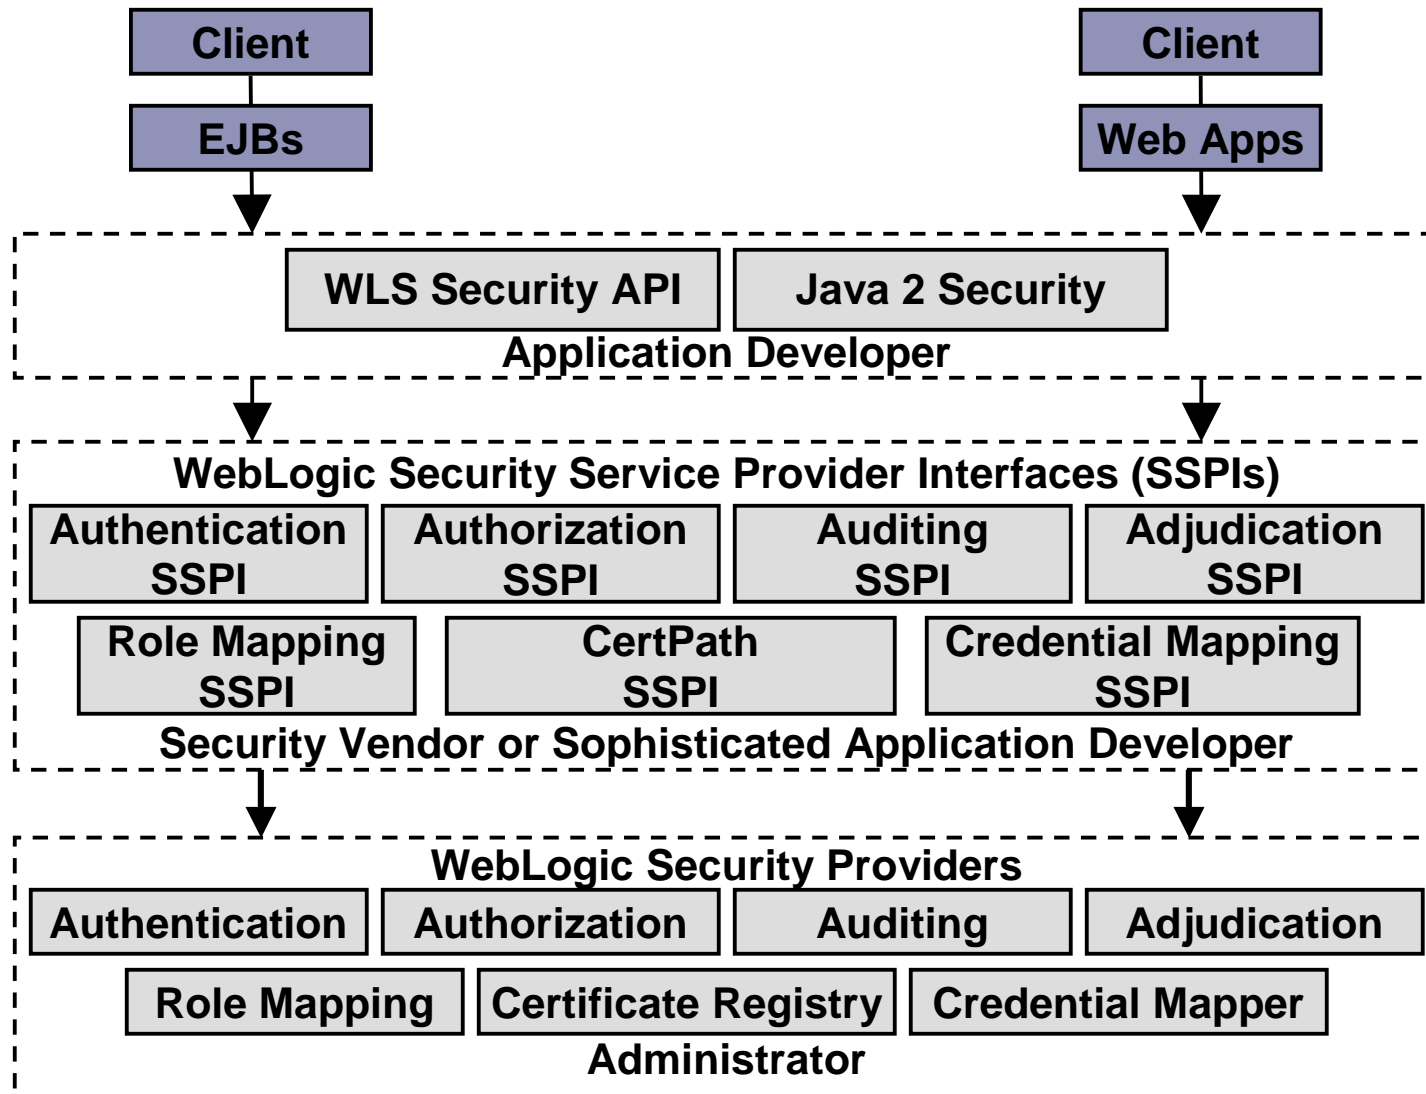 Client
Client
EJBs
Web Apps
WLS Security API
Java 2 Security
Application Developer
WebLogic Security Service Provider Interfaces (SSPIs)
Authentication
SSPI
Authorization
SSPI
Auditing
SSPI
Adjudication
SSPI
Role Mapping
SSPI
CertPath
SSPI
Credential Mapping
SSPI
Security Vendor or Sophisticated Application Developer
WebLogic Security Providers
Authentication
Authorization
Auditing
Adjudication
Role Mapping
Certificate Registry
Credential Mapper
Administrator